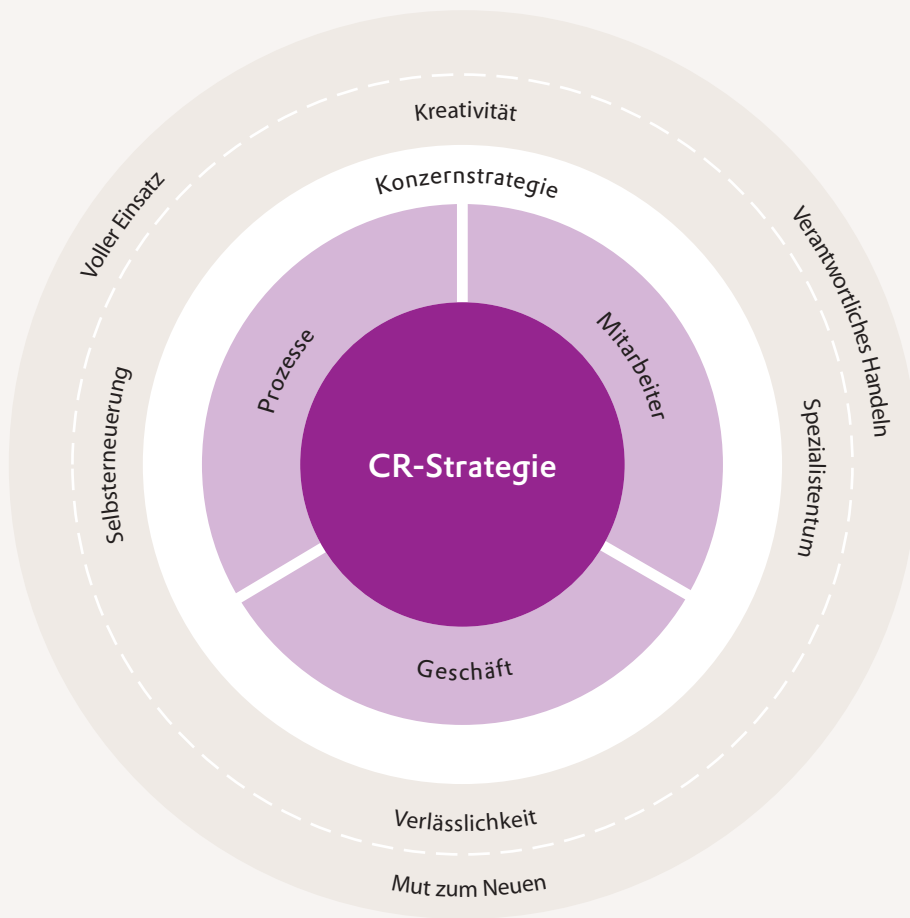 Kreativität
Konzernstrategie
Voller Einsatz
Verantwortliches Handeln
Prozesse
Mitarbeiter
Selbsterneuerung
Spezialistentum
CR-Strategie
Geschäft
Verlässlichkeit
Mut zum Neuen